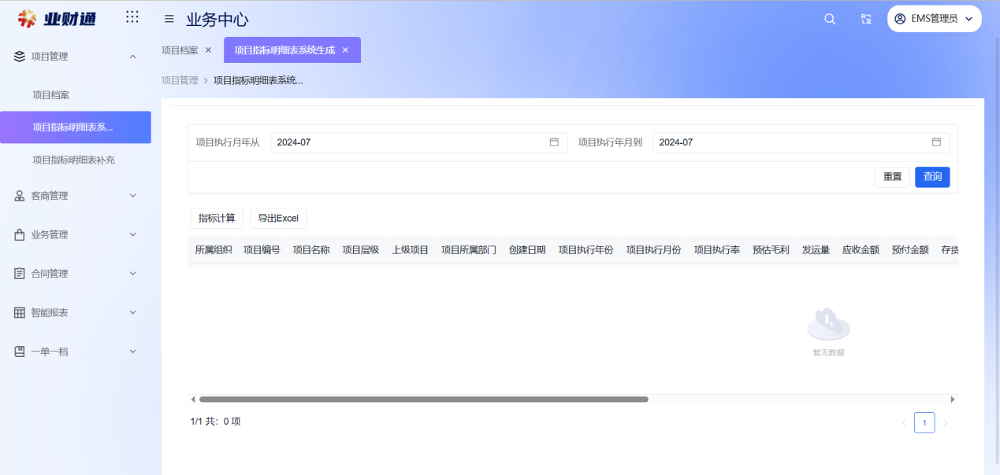 业财通
业务中心
EMS管理员
项目管理
项目档案
项目指标明细表系...
项目指标明细表补充
客商管理
业务管理
合同管理
智能报表
一单一档
项目档案
项目指标明细表系统生成
项目管理 > 项目指标明细表系统...
项目执行月年从 2024-07 项目执行年月到 2024-07
重置 查询
指标计算 导出Excel
所属组织 项目编号 项目名称 项目层级 上级项目 项目所属部门 创建日期 项目执行年份 项目执行月份 项目执行率 预估毛利 发运量 应收金额 预付金额 存货
暂无数据
1/1 共: 0 项
1